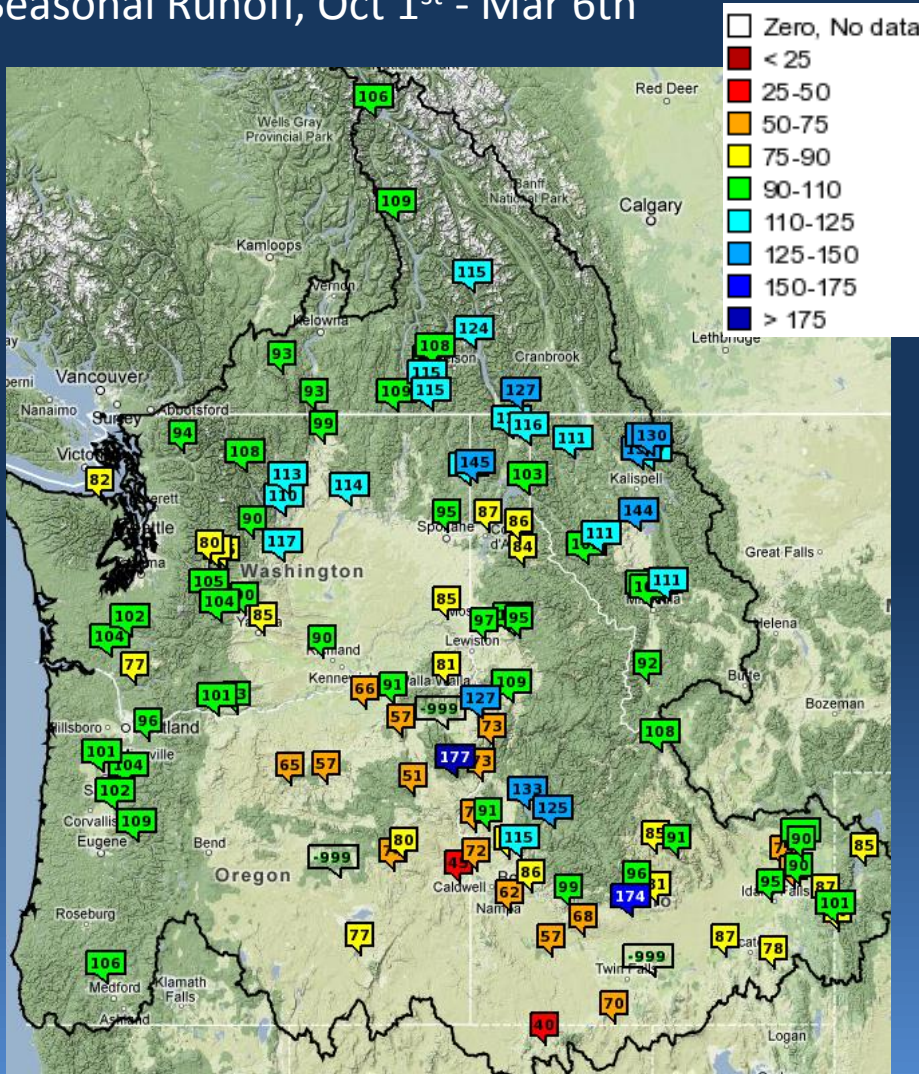 Seasonal Runoff, Oct 1st - Mar 6th
Zero, No data
< 25
25-50
50-75
75-90
90-110
110-125
125-150
150-175
> 175
106
Red Deer
Wells Gray
Provincial Park
Banff
National Park
109
Calgary
Kamloops
115
Vernon
Kelowna
124
108
93
Cranbrook
Lethbridge
115
Vancouver
93
109
115
127
Nanaimo
Surrey
Abbotsford
99
116
94
111
130
108
82
113
145
103
Kalispell
114
110
95
87
144
90
Spokane
86
111
80
117
84
Great Falls
Washington
105
111
104
85
85
102
97
95
Helena
104
90
Lewiston
77
81
92
Butte
66
91
Walla Walla
109
101
57
-999
127
Bozeman
Hillsboro
96
73
108
101
65
57
177
104
51
133
102
125
Corvallis
109
91
Eugene
80
115
85
91
90
85
Bend
-999
72
Oregon
Caldwell
86
96
90
Nampa
62
99
174
95
87
101
Roseburg
68
77
57
87
78
-999
Twin Falls
106
Medford
Klamath
Falls
70
Ashland
40
Logan